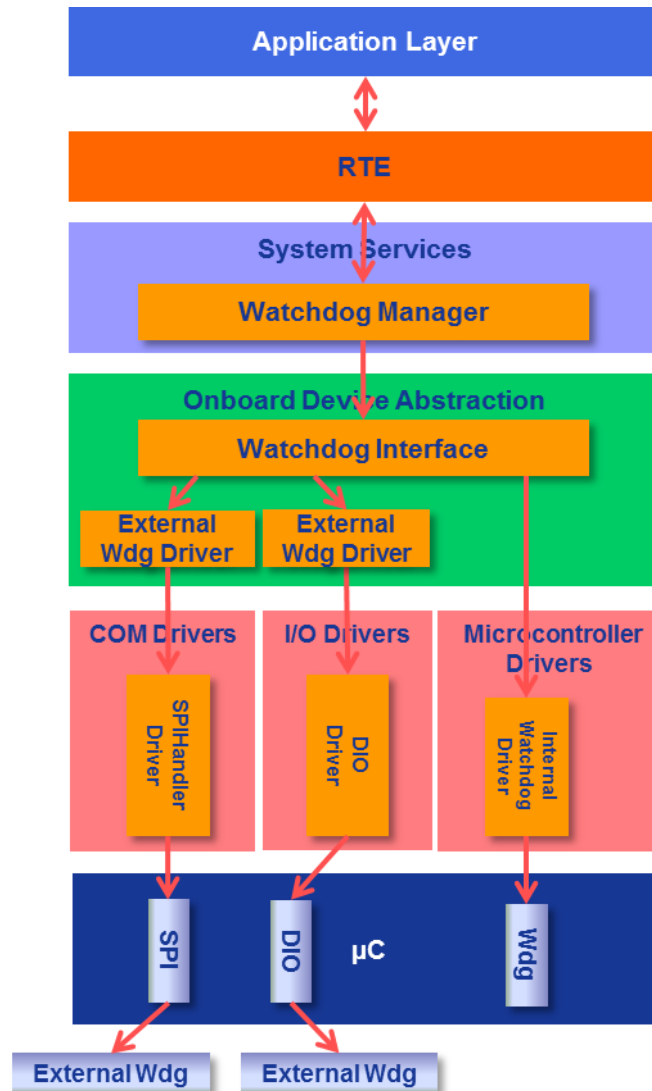 Application Layer
RTE
System Services
Watchdog Manager
Onboard Device Abstraction
Watchdog Interface
External
Wdg Driver
External
Wdg Driver
COM Drivers
I/O Drivers
Microcontroller
Drivers
SPIHandler
Driver
DIO
Driver
Internal
Watchdog
Driver
SPI
DIO
µC
Wdg
External Wdg
External Wdg